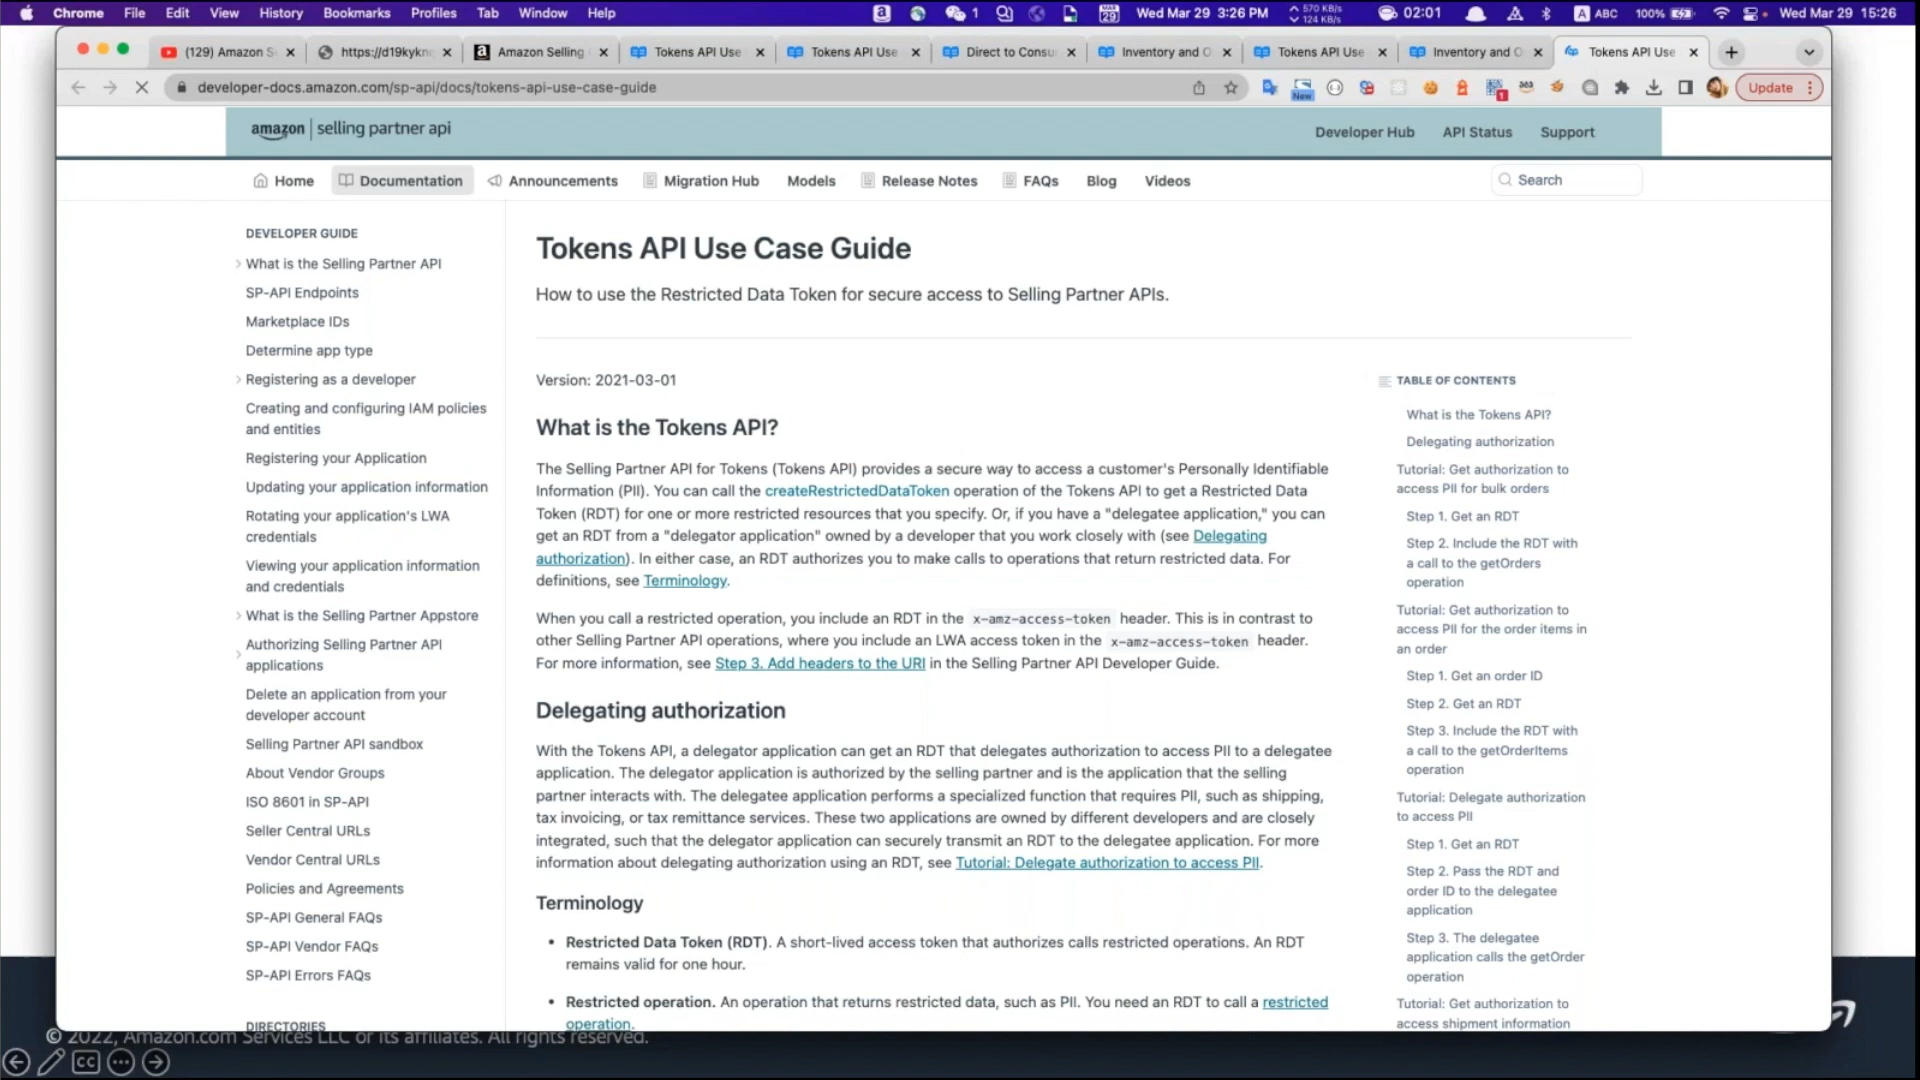 Chrome File Edit View History Bookmarks Profiles Tab Window Help 1 MAR 29 Wed Mar 29 3:26 PM 570 KB/s 124 KB/s 02:01 A ABC 100% Wed Mar 29 15:26
(129) Amazon S https://d19kykn Amazon Selling Tokens API Use Tokens API Use Direct to Consu Inventory and O Tokens API Use Inventory and O Tokens API Use
developer-docs.amazon.com/sp-api/docs/tokens-api-use-case-guide New 1 Update
amazon | selling partner api Developer Hub API Status Support
Home Documentation Announcements Migration Hub Models Release Notes FAQs Blog Videos Search
DEVELOPER GUIDE
What is the Selling Partner API
SP-API Endpoints
Marketplace IDs
Determine app type
Registering as a developer
Creating and configuring IAM policies
and entities
Registering your Application
Updating your application information
Rotating your application's LWA
credentials
Viewing your application information
and credentials
What is the Selling Partner Appstore
Authorizing Selling Partner API
applications
Delete an application from your
developer account
Selling Partner API sandbox
About Vendor Groups
ISO 8601 in SP-API
Seller Central URLs
Vendor Central URLs
Policies and Agreements
SP-API General FAQs
SP-API Vendor FAQs
SP-API Errors FAQs
DIRECTORIES
Tokens API Use Case Guide
How to use the Restricted Data Token for secure access to Selling Partner APIs.
Version: 2021-03-01
What is the Tokens API?
The Selling Partner API for Tokens (Tokens API) provides a secure way to access a customer's Personally Identifiable
Information (PII). You can call the createRestrictedDataToken operation of the Tokens API to get a Restricted Data
Token (RDT) for one or more restricted resources that you specify. Or, if you have a "delegatee application," you can
get an RDT from a "delegator application" owned by a developer that you work closely with (see Delegating
authorization). In either case, an RDT authorizes you to make calls to operations that return restricted data. For
definitions, see Terminology.
When you call a restricted operation, you include an RDT in the x-amz-access-token header. This is in contrast to
other Selling Partner API operations, where you include an LWA access token in the x-amz-access-token header.
For more information, see Step 3. Add headers to the URI in the Selling Partner API Developer Guide.
Delegating authorization
With the Tokens API, a delegator application can get an RDT that delegates authorization to access PII to a delegatee
application. The delegator application is authorized by the selling partner and is the application that the selling
partner interacts with. The delegatee application performs a specialized function that requires PII, such as shipping,
tax invoicing, or tax remittance services. These two applications are owned by different developers and are closely
integrated, such that the delegator application can securely transmit an RDT to the delegatee application. For more
information about delegating authorization using an RDT, see Tutorial: Delegate authorization to access PII.
Terminology
• Restricted Data Token (RDT). A short-lived access token that authorizes calls restricted operations. An RDT
remains valid for one hour.
• Restricted operation. An operation that returns restricted data, such as PII. You need an RDT to call a restricted
operation.
TABLE OF CONTENTS
What is the Tokens API?
Delegating authorization
Tutorial: Get authorization to
access PII for bulk orders
Step 1. Get an RDT
Step 2. Include the RDT with
a call to the getOrders
operation
Tutorial: Get authorization to
access PII for the order items in
an order
Step 1. Get an order ID
Step 2. Get an RDT
Step 3. Include the RDT with
a call to the getOrderItems
operation
Tutorial: Delegate authorization
to access PII
Step 1. Get an RDT
Step 2. Pass the RDT and
order ID to the delegatee
application
Step 3. The delegatee
application calls the getOrder
operation
Tutorial: Get authorization to
access shipment information
© 2022, Amazon.com Services LLC or its affiliates. All rights reserved.
CC